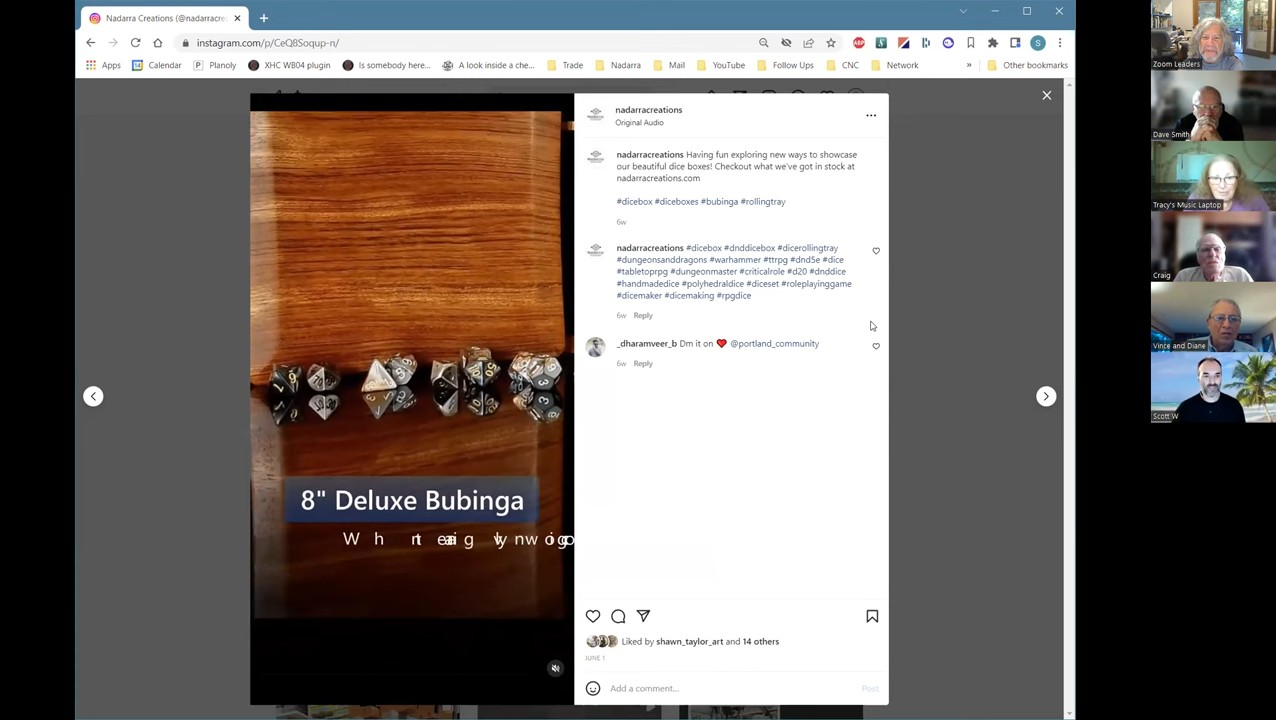 Nadarra Creations (@nadarracre
instagram.com/p/CeQ8Soqup-n/
ABP
S
Apps
Calendar
Planoly
XHC WB04 plugin
Is somebody here...
A look inside a che...
Trade
Nadarra
Mail
YouTube
Follow Ups
CNC
Network
»
Other bookmarks
nadarracreations
Original Audio
nadarracreations Having fun exploring new ways to showcase
our beautiful dice boxes! Checkout what we've got in stock at
nadarracreations.com
#dicebox #diceboxes #bubinga #rollingtray
6w
nadarracreations #dicebox #dnddicebox #dicerollingtray
#dungeonsanddragons #warhammer #ttrpg #dnd5e #dice
#tabletoprpg #dungeonmaster #criticalrole #d20 #dnddice
#handmadedice #polyhedraldice #diceset #roleplayinggame
#dicemaker #dicemaking #rpgdice
6w Reply
_dharamveer_b Dm it on ❤️ @portland_community
6w Reply
8" Deluxe Bubinga
Liked by shawn_taylor_art and 14 others
JUNE 1
Add a comment...
Post
Zoom Leaders
Dave Smith
Tracy's Music Laptop
Craig
Vince and Diane
Scott W